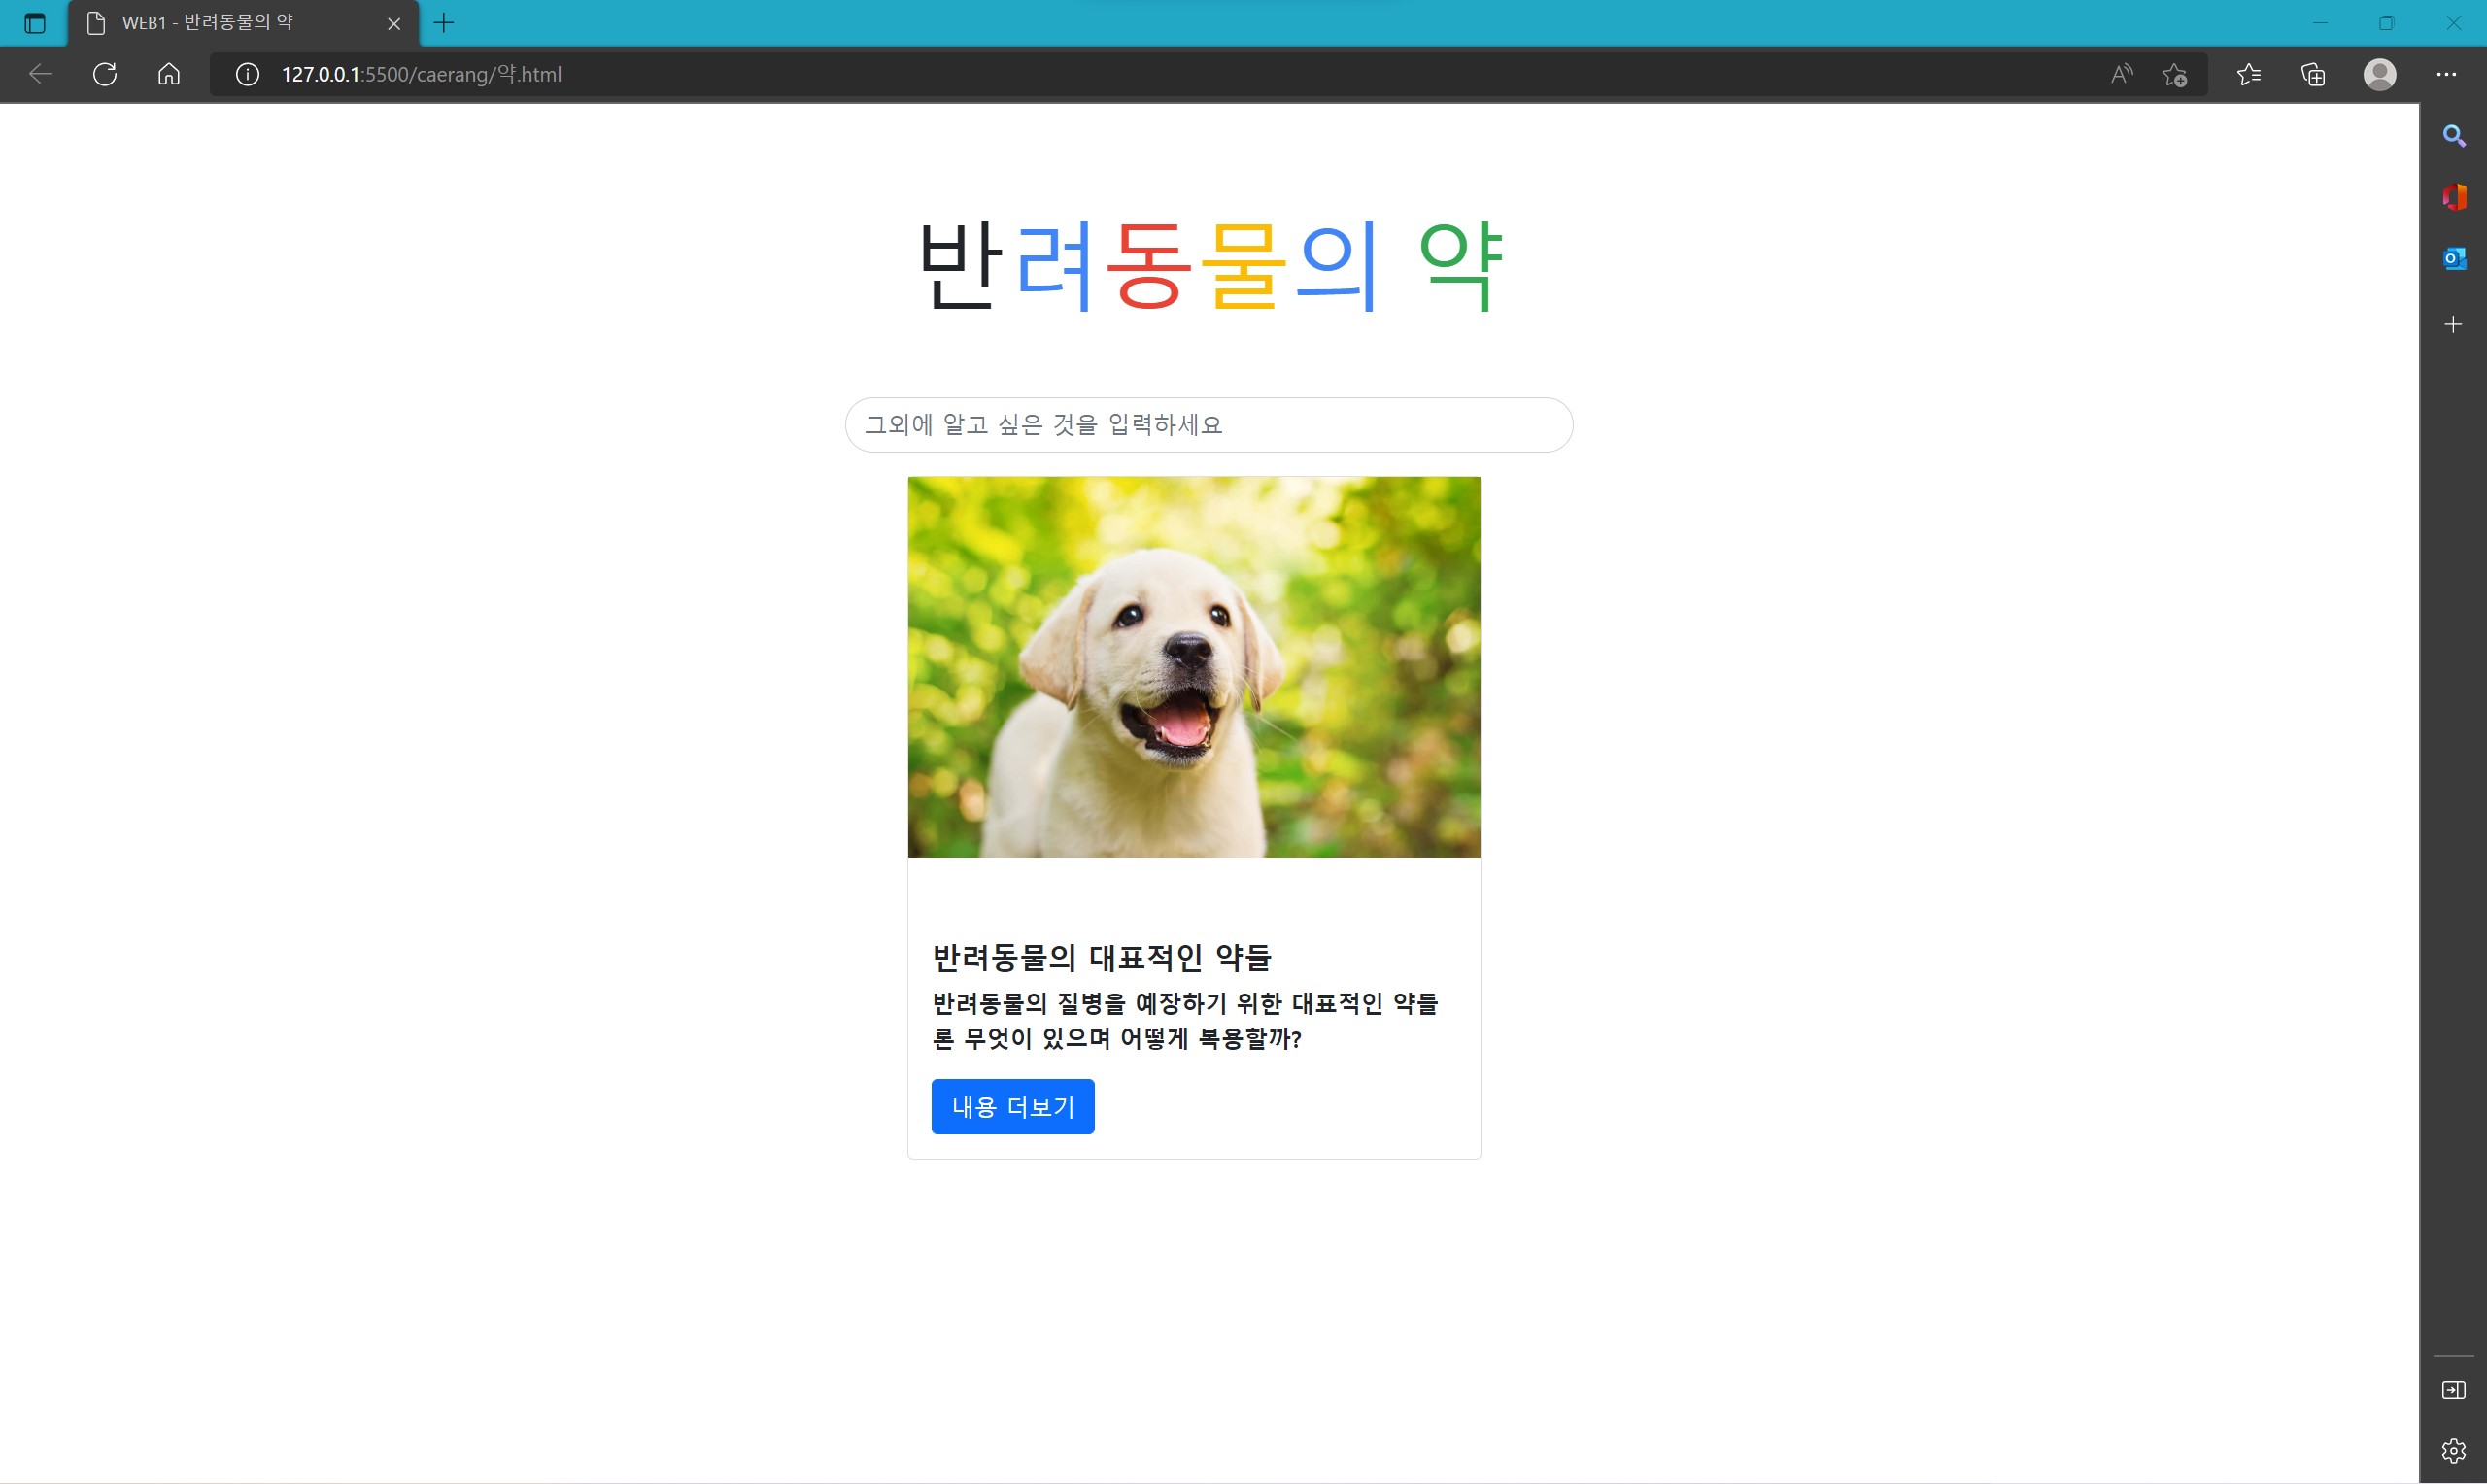 WEB1 - 반려동물의 약
127.0.0.1:5500/caerang/약.html
반려동물의 약
그외에 알고 싶은 것을 입력하세요
반려동물의 대표적인 약들
반려동물의 질병을 예장하기 위한 대표적인 약들
론 무엇이 있으며 어떻게 복용할까?
내용 더보기